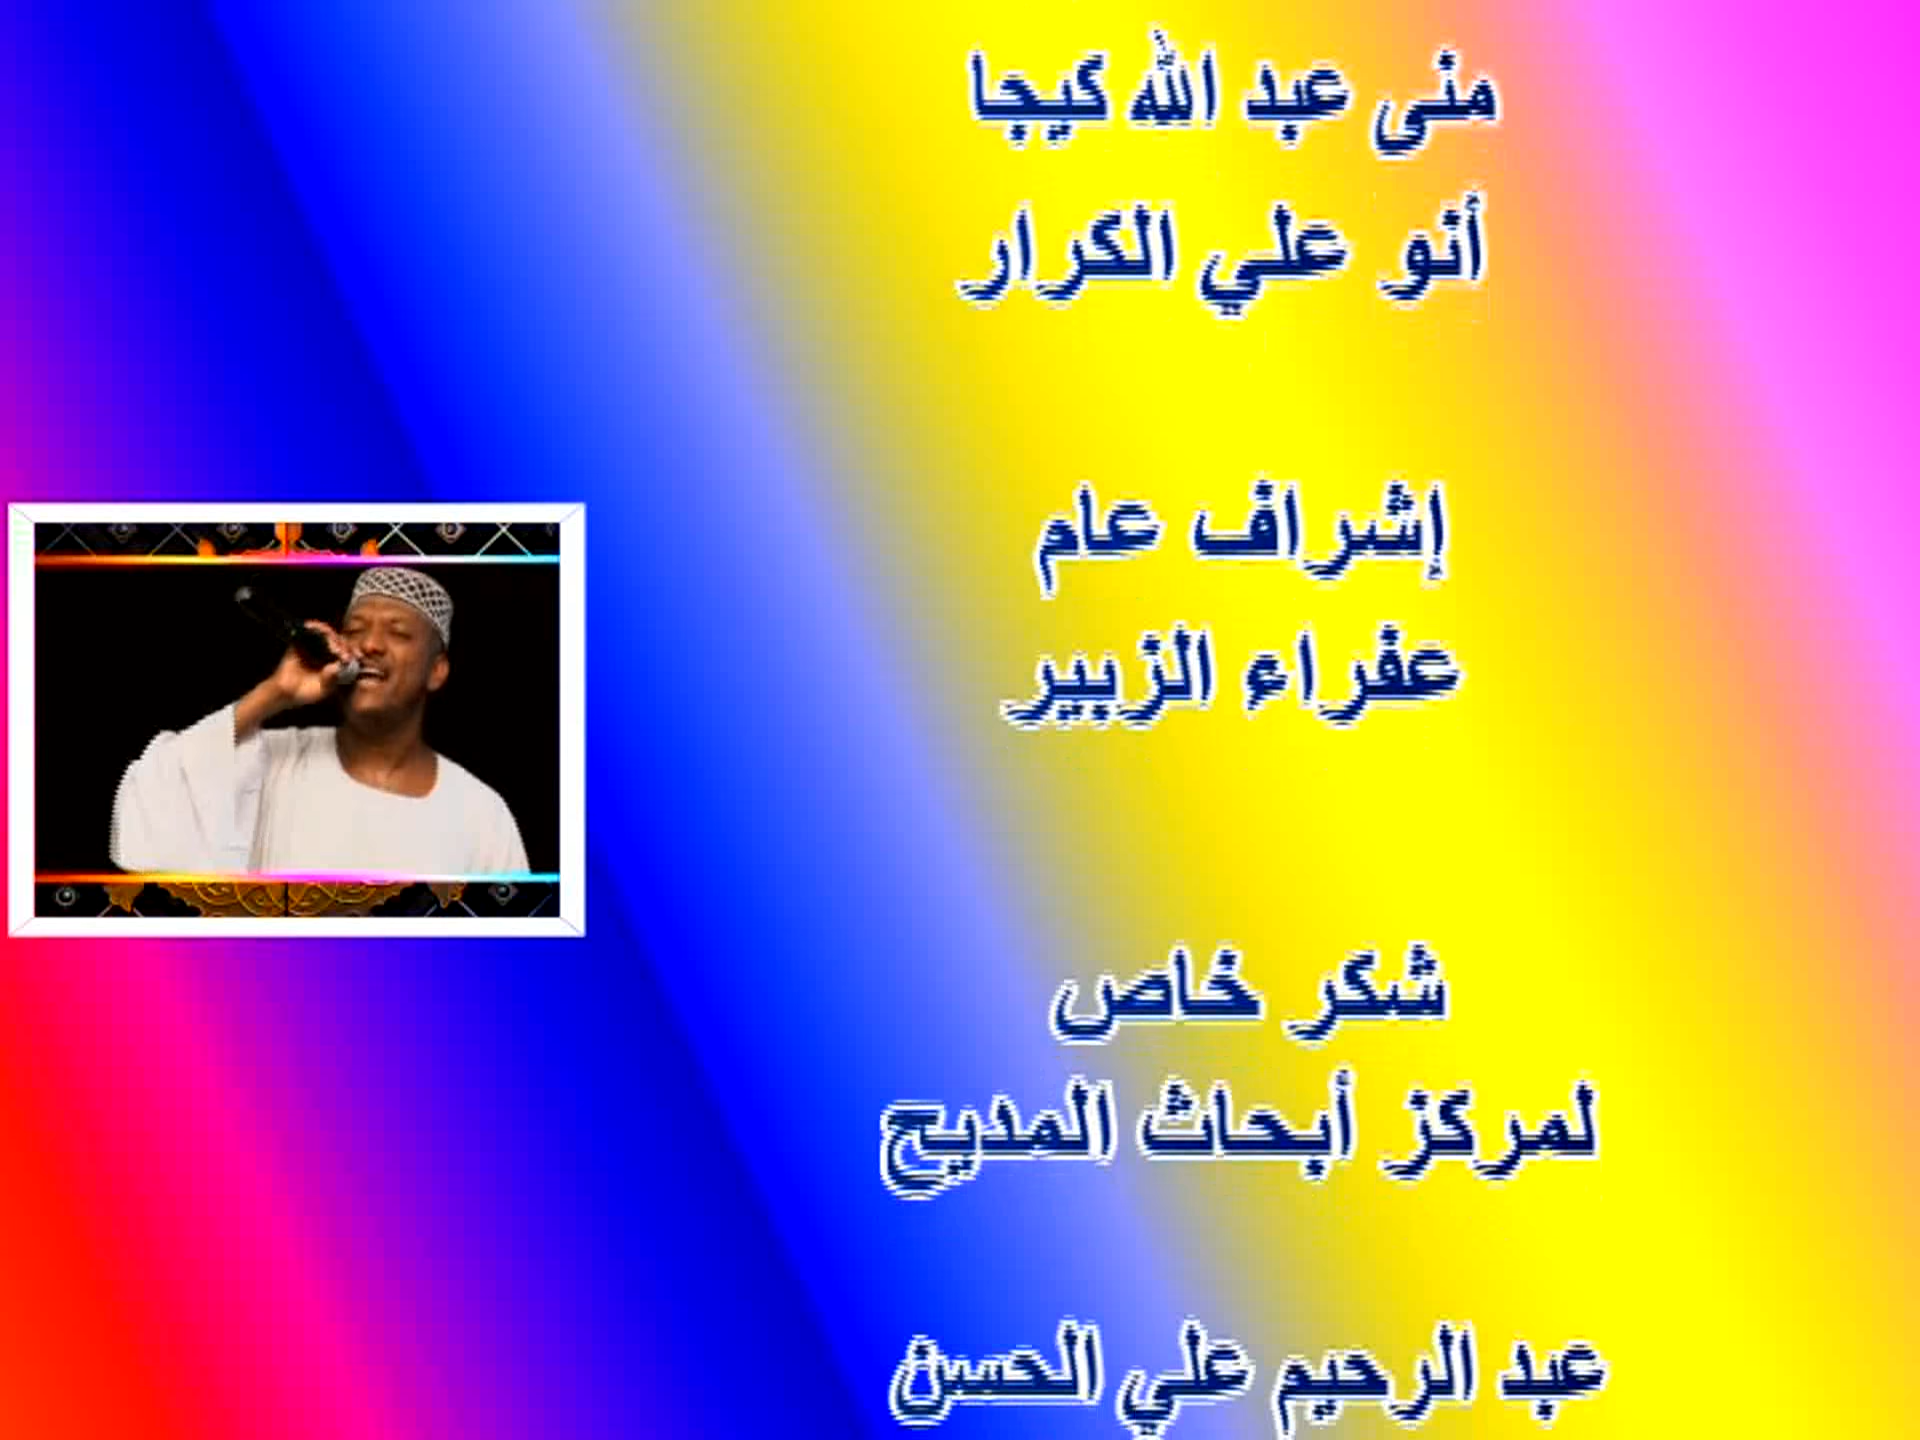 منى عبد الله كيجا
أنو علي الكرار
إشراف عام
عفراء الزبير
شكر خاص
لمركز أبحاث المديح
عبد الرحيم علي الحسن